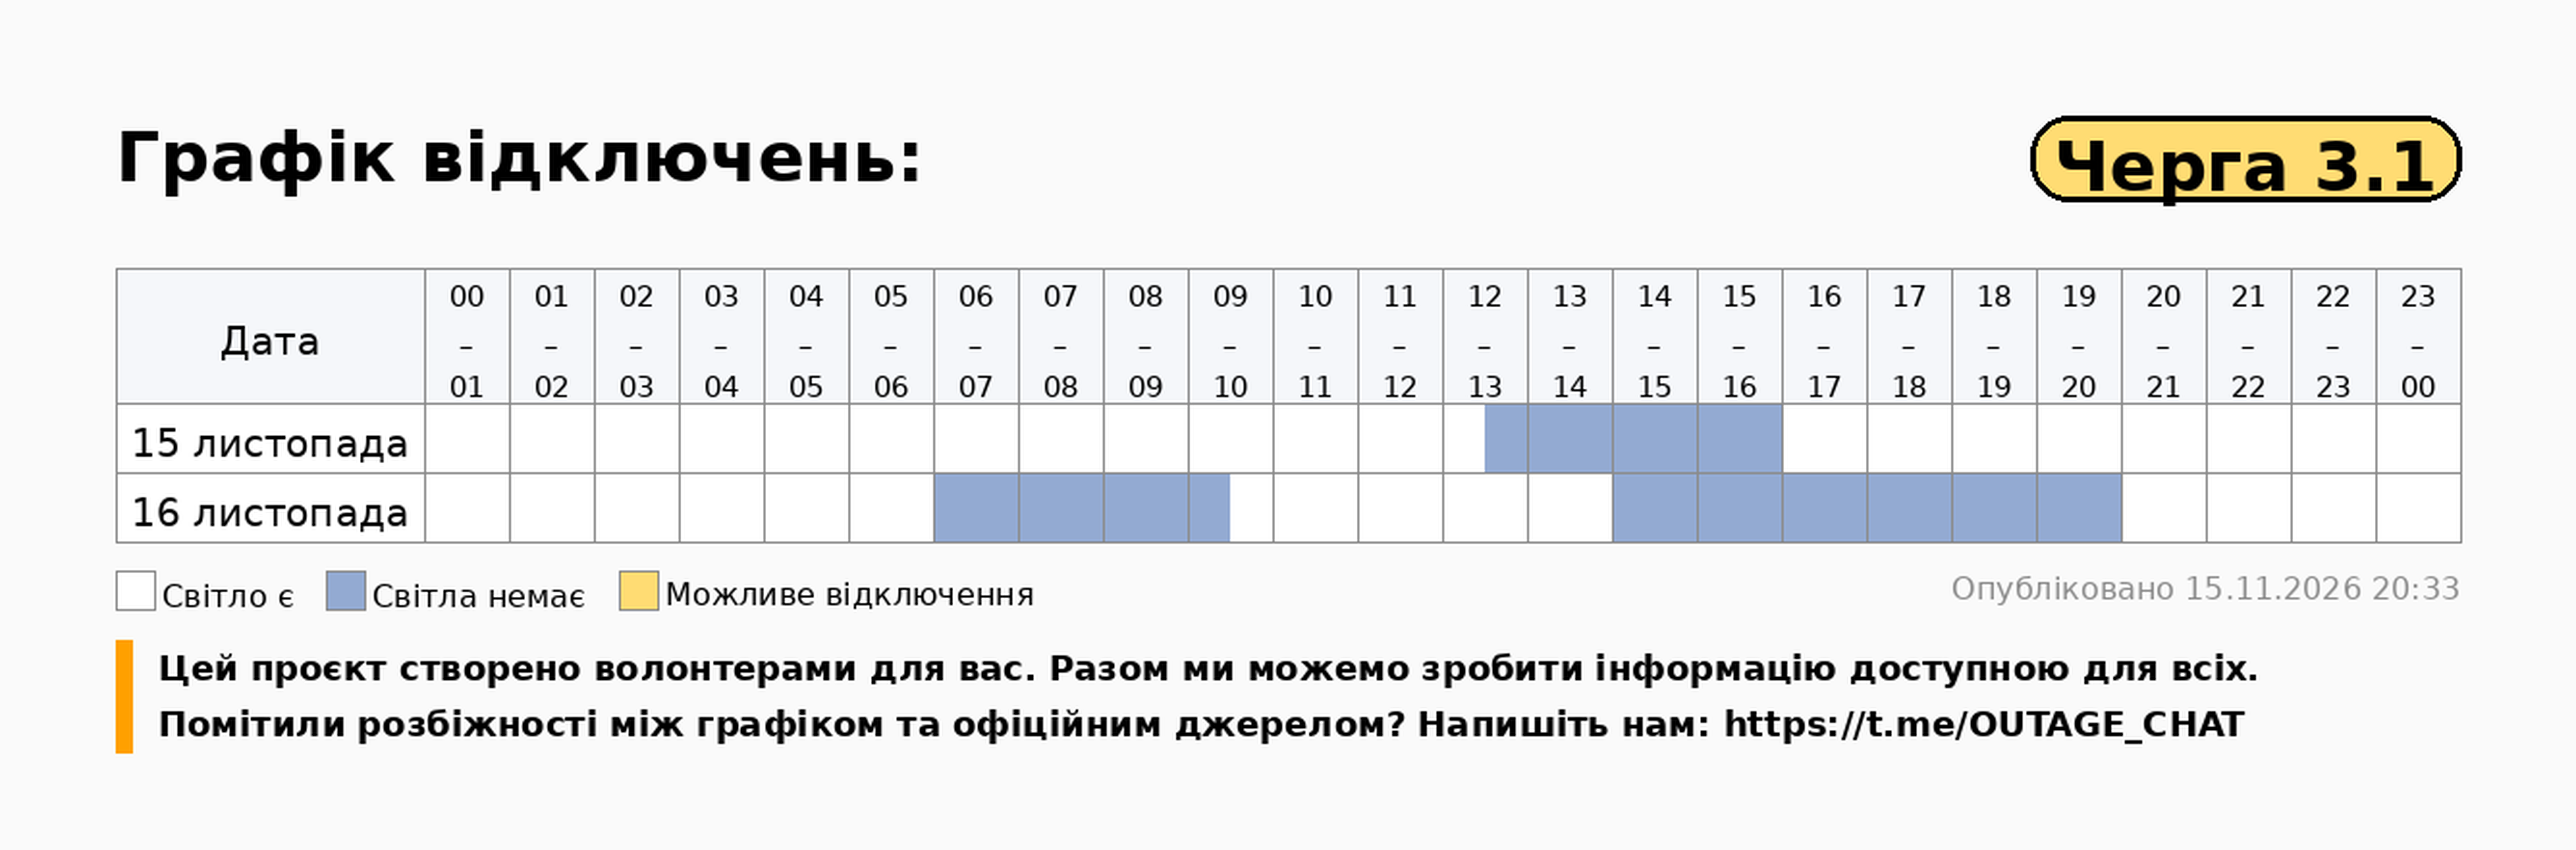 Графік відключень:
Черга 3.1
Дата
00 – 01
01 – 02
02 – 03
03 – 04
04 – 05
05 – 06
06 – 07
07 – 08
08 – 09
09 – 10
10 – 11
11 – 12
12 – 13
13 – 14
14 – 15
15 – 16
16 – 17
17 – 18
18 – 19
19 – 20
20 – 21
21 – 22
22 – 23
23 – 00
15 листопада
16 листопада
Світло є
Світла немає
Можливе відключення
Опубліковано 15.11.2026 20:33
Цей проєкт створено волонтерами для вас. Разом ми можемо зробити інформацію доступною для всіх.
Помітили розбіжності між графіком та офіційним джерелом? Напишіть нам: https://t.me/OUTAGE_CHAT